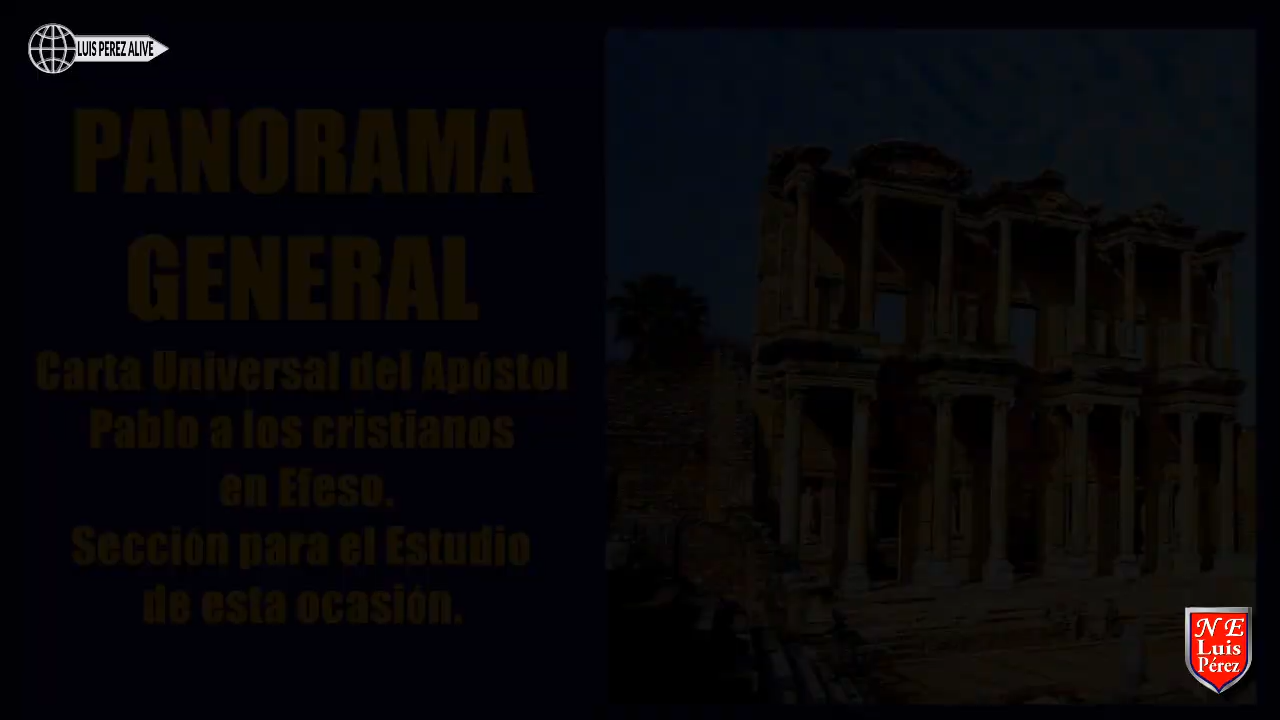 LUIS PEREZ ALIVE
PANORAMA
GENERAL
Carta Universal del Apóstol
Pablo a los cristianos
en Efeso.
Sección para el Estudio
de esta ocasión.
N E
Luis
Pérez